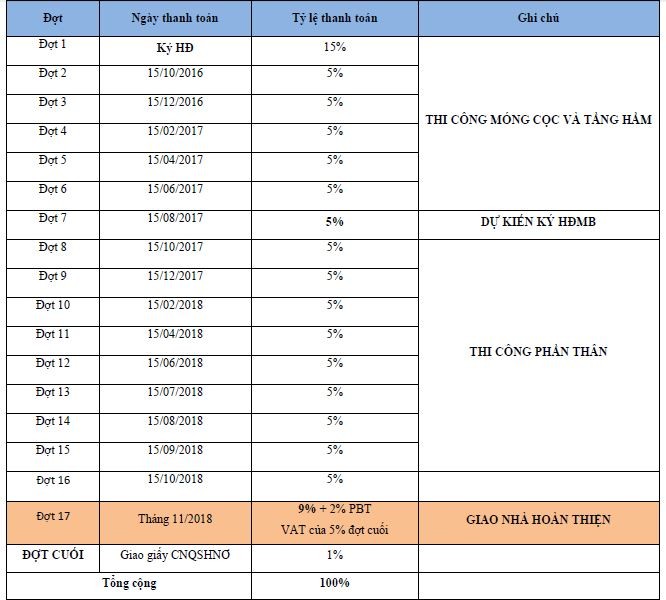 Đợt Ngày thanh toán Tỷ lệ thanh toán Ghi chú
Đợt 1 Ký HĐ 15%
Đợt 2 15/10/2016 5%
Đợt 3 15/12/2016 5%
THI CÔNG MÓNG CỌC VÀ TẦNG HẦM
Đợt 4 15/02/2017 5%
Đợt 5 15/04/2017 5%
Đợt 6 15/06/2017 5%
Đợt 7 15/08/2017 5% DỰ KIẾN KÝ HĐMB
Đợt 8 15/10/2017 5%
Đợt 9 15/12/2017 5%
Đợt 10 15/02/2018 5%
Đợt 11 15/04/2018 5%
THI CÔNG PHẦN THÂN
Đợt 12 15/06/2018 5%
Đợt 13 15/07/2018 5%
Đợt 14 15/08/2018 5%
Đợt 15 15/09/2018 5%
Đợt 16 15/10/2018 5%
Đợt 17 Tháng 11/2018 9% + 2% PBT
VAT của 5% đợt cuối
GIAO NHÀ HOÀN THIỆN
ĐỢT CUỐI Giao giấy CNQSHNƠ 1%
Tổng cộng 100%